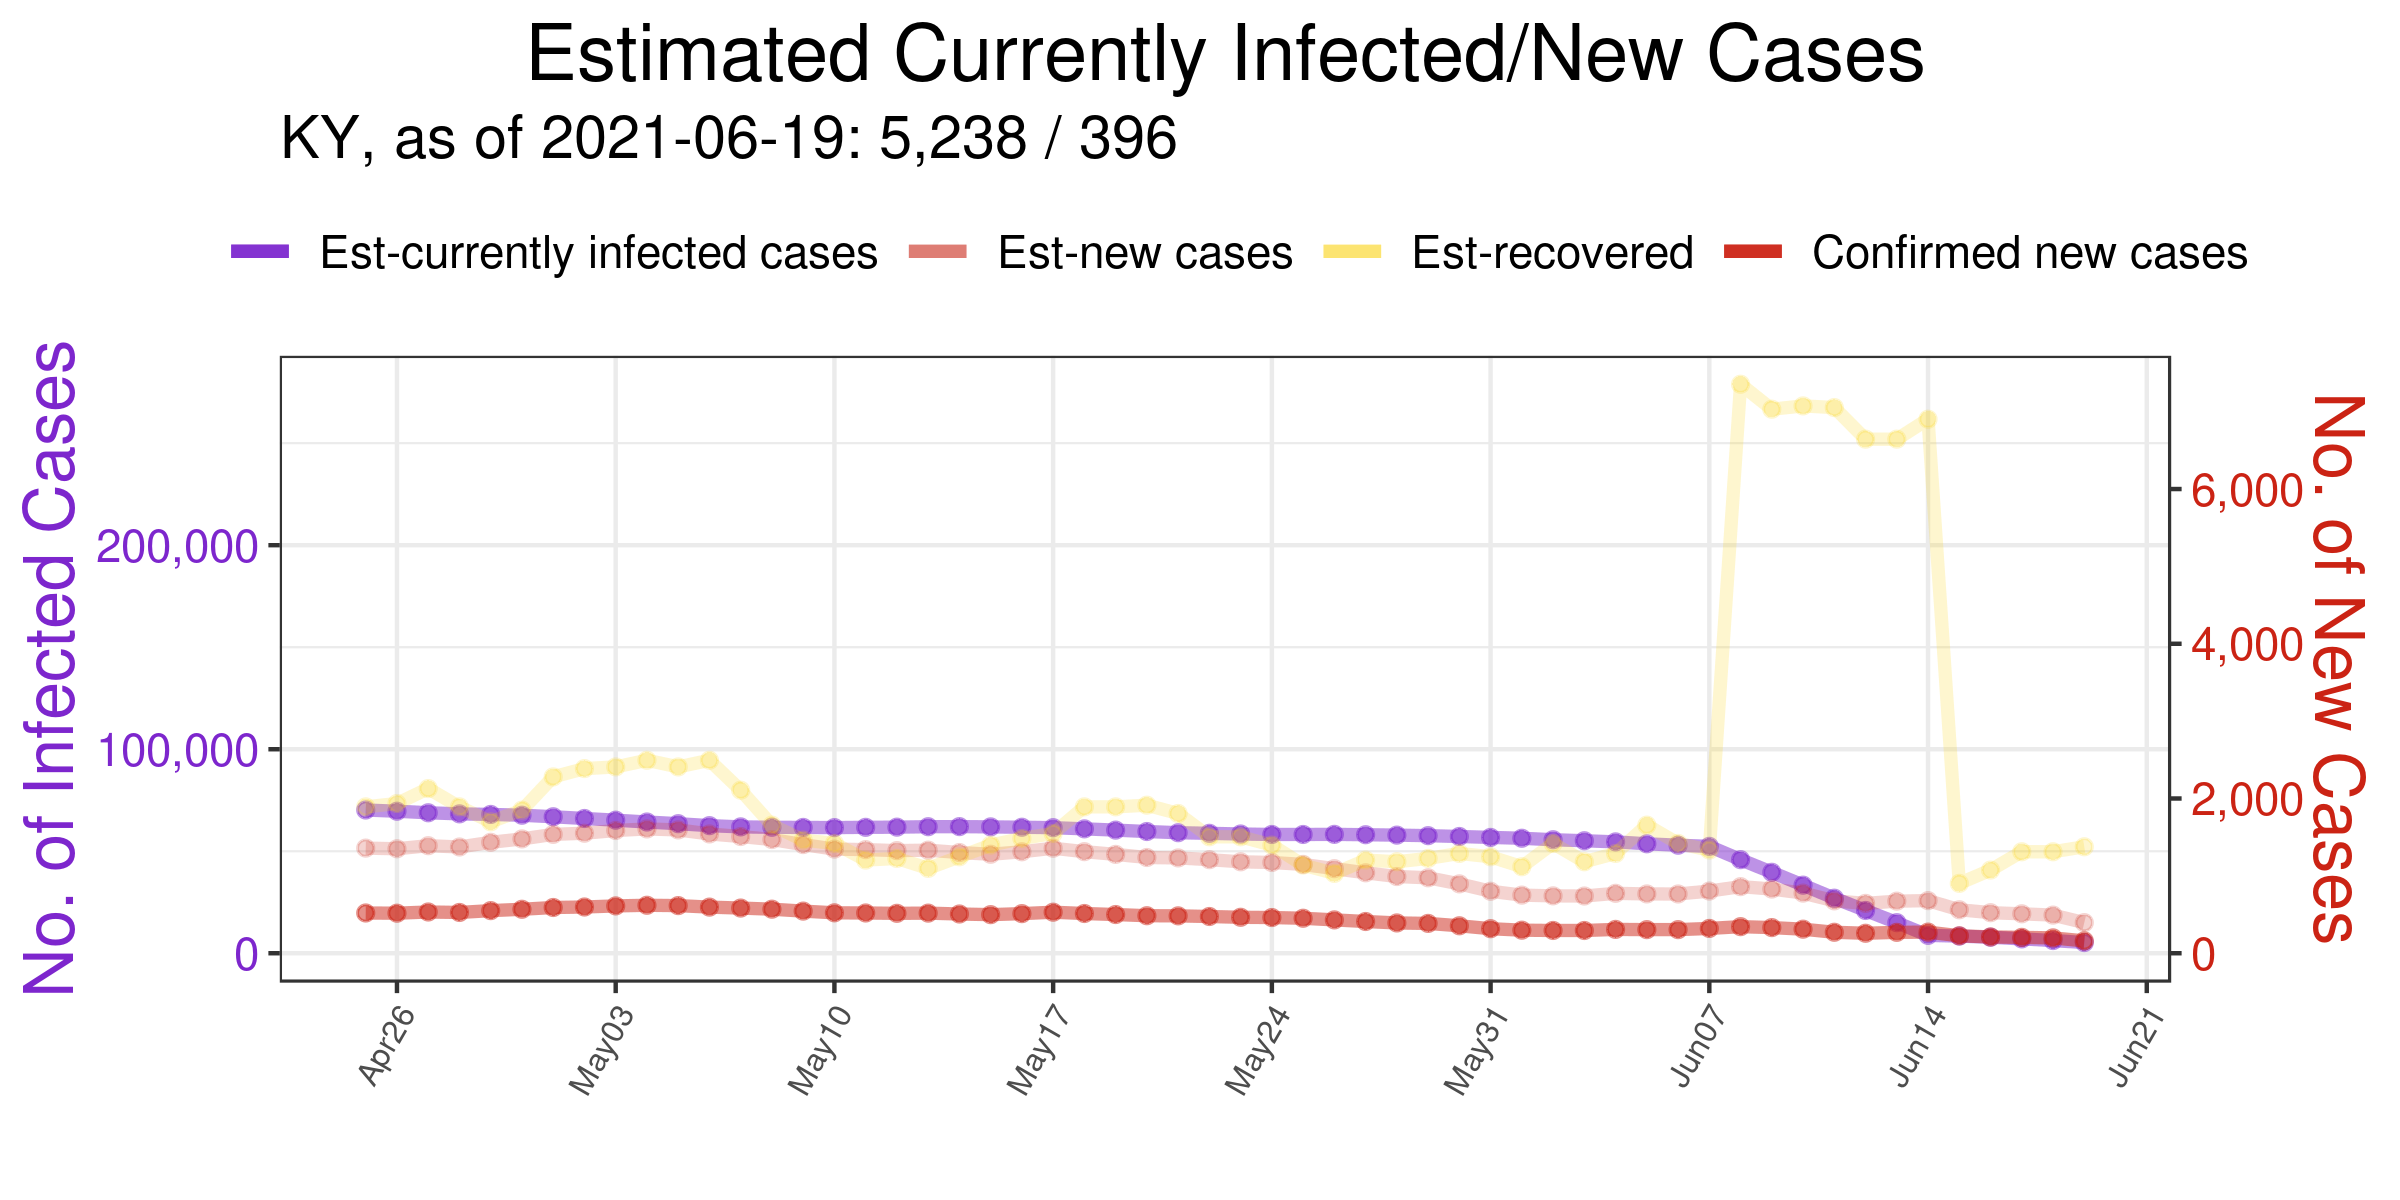 Estimated Currently Infected/New Cases
KY, as of 2021-06-19: 5,238 / 396
Est-currently infected cases Est-new cases Est-recovered Confirmed new cases
No. of Infected Cases
200,000
100,000
0
6,000
4,000
2,000
0
No. of New Cases
Apr26 May03 May10 May17 May24 May31 Jun07 Jun14 Jun21